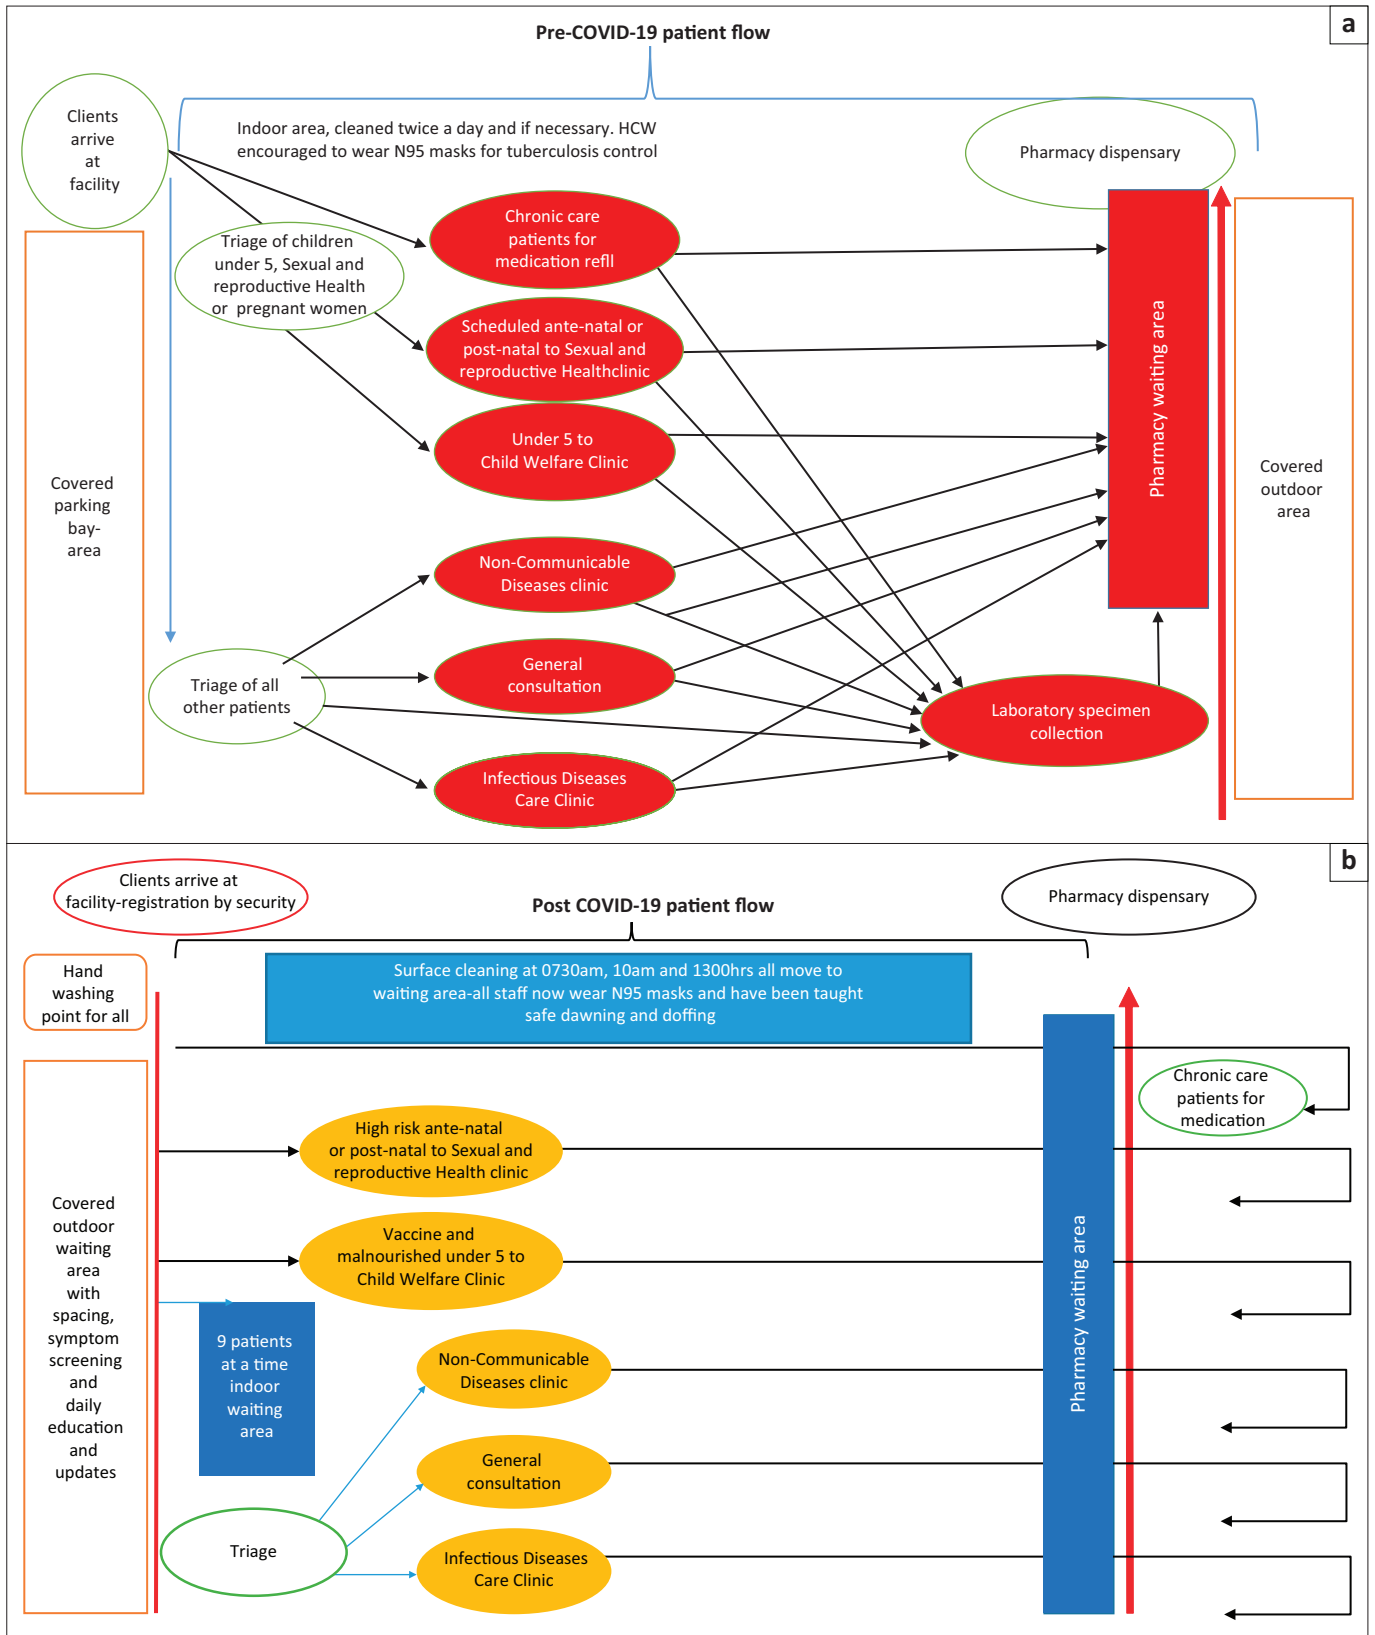 a
Pre-COVID-19 patient flow
Clients
arrive
at
facility
Indoor area, cleaned twice a day and if necessary. HCW
encouraged to wear N95 masks for tuberculosis control
Pharmacy dispensary
Triage of children
under 5, Sexual and
reproductive Health
or pregnant women
Chronic care
patients for
medication refll
Scheduled ante-natal or
post-natal to Sexual and
reproductive Healthclinic
Under 5 to
Child Welfare Clinic
Pharmacy waiting area
Covered
parking
bay-
area
Covered
outdoor
area
Non-Communicable
Diseases clinic
General
consultation
Triage of all
other patients
Laboratory specimen
collection
Infectious Diseases
Care Clinic
b
Clients arrive at
facility-registration by security
Post COVID-19 patient flow
Pharmacy dispensary
Hand
washing
point for all
Surface cleaning at 0730am, 10am and 1300hrs all move to
waiting area-all staff now wear N95 masks and have been taught
safe dawning and doffing
Chronic care
patients for
medication
High risk ante-natal
or post-natal to Sexual and
reproductive Health clinic
Covered
outdoor
waiting
area
with
spacing,
symptom
screening
and
daily
education
and
updates
Vaccine and
malnourished under 5 to
Child Welfare Clinic
Pharmacy waiting area
9 patients
at a time
indoor
waiting
area
Non-Communicable
Diseases clinic
General
consultation
Triage
Infectious Diseases
Care Clinic